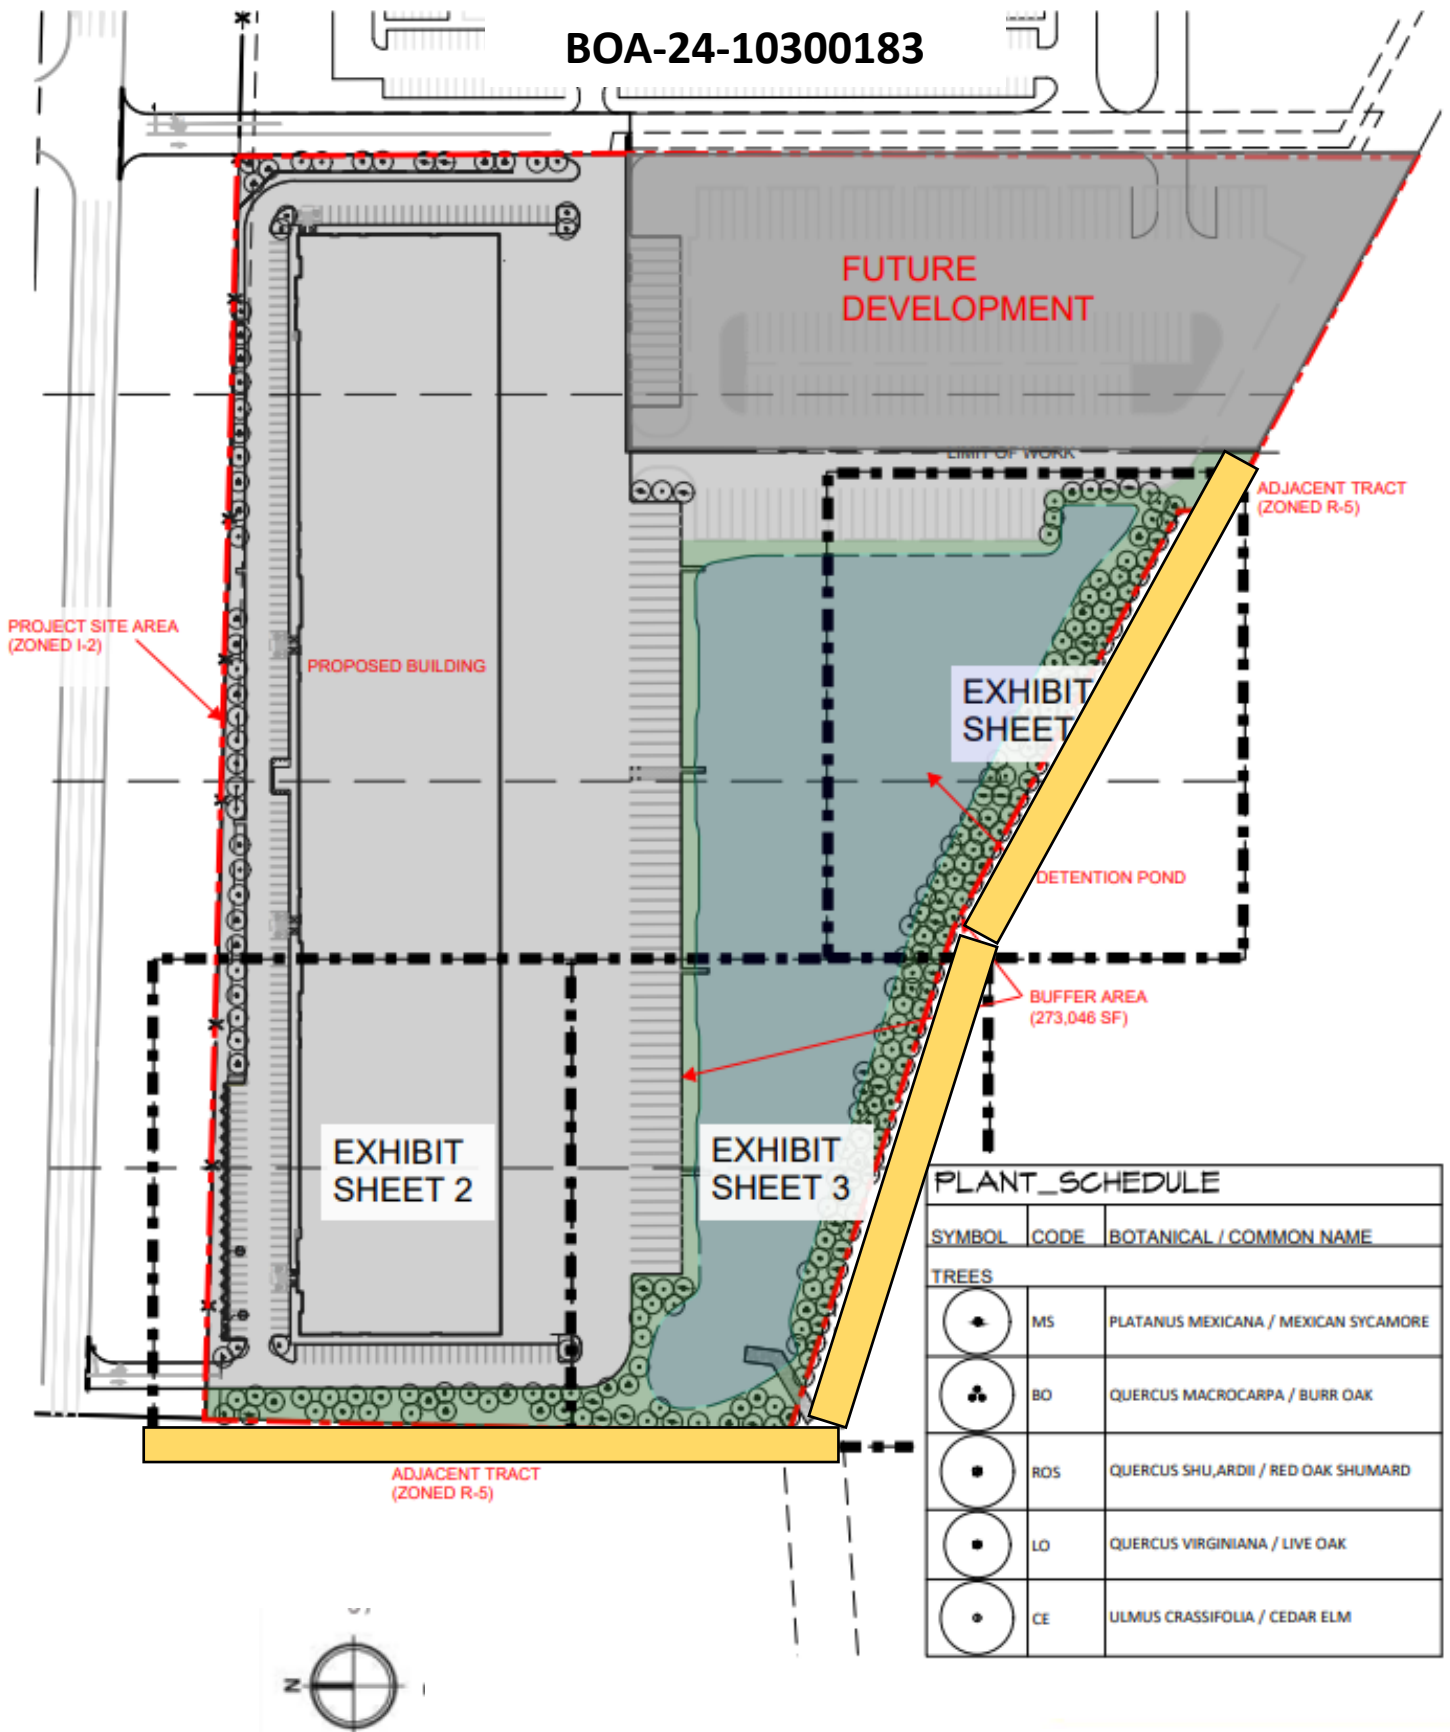 BOA-24-10300183
FUTURE
DEVELOPMENT
LIMIT OF WORK
ADJACENT TRACT
(ZONED R-5)
PROJECT SITE AREA
(ZONED I-2)
PROPOSED BUILDING
EXHIBIT
SHEET
DETENTION POND
BUFFER AREA
(273,046 SF)
EXHIBIT
SHEET 2
EXHIBIT
SHEET 3
PLANT_SCHEDULE
SYMBOL CODE BOTANICAL / COMMON NAME
TREES
MS PLATANUS MEXICANA / MEXICAN SYCAMORE
BO QUERCUS MACROCARPA / BURR OAK
ROS QUERCUS SHU,ARDII / RED OAK SHUMARD
LO QUERCUS VIRGINIANA / LIVE OAK
CE ULMUS CRASSIFOLIA / CEDAR ELM
ADJACENT TRACT
(ZONED R-5)
N